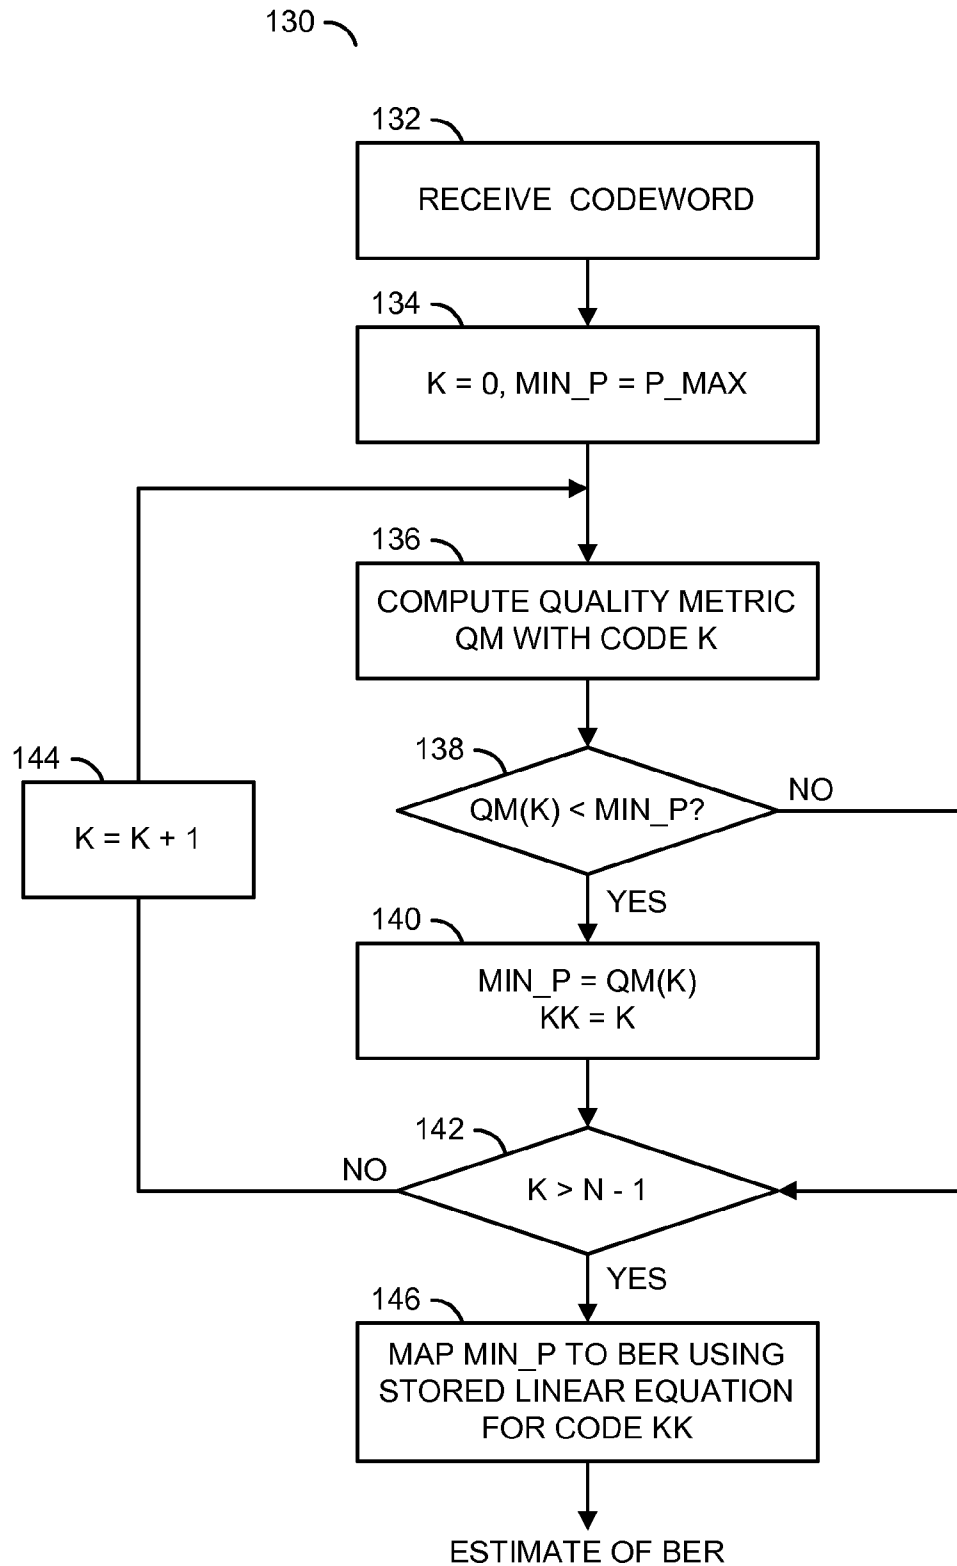 130
132
RECEIVE CODEWORD
134
K = 0, MIN_P = P_MAX
136
COMPUTE QUALITY METRIC
QM WITH CODE K
138
QM(K) < MIN_P?
NO
YES
144
K = K + 1
140
MIN_P = QM(K)
KK = K
142
NO
K > N - 1
YES
146
MAP MIN_P TO BER USING
STORED LINEAR EQUATION
FOR CODE KK
ESTIMATE OF BER